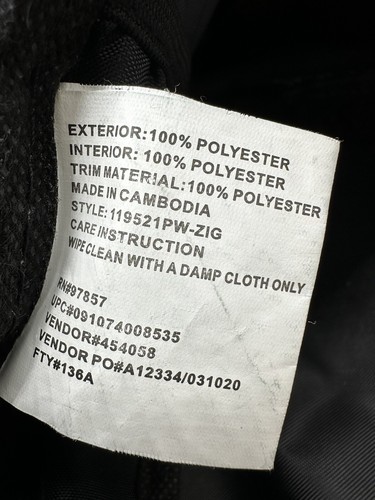 EXTERIOR:100% POLYESTER
INTERIOR: 100% POLYESTER
TRIM MATERIAL:100% POLYESTER
MADE IN CAMBODIA
STYLE: 119521PW-ZIG
CARE INSTRUCTION
WIPE CLEAN WITH A DAMP CLOTH ONLY
RN#97857
UPC#091074008535
VENDOR#454058
VENDOR PO#A12334/031020
FTY#136A